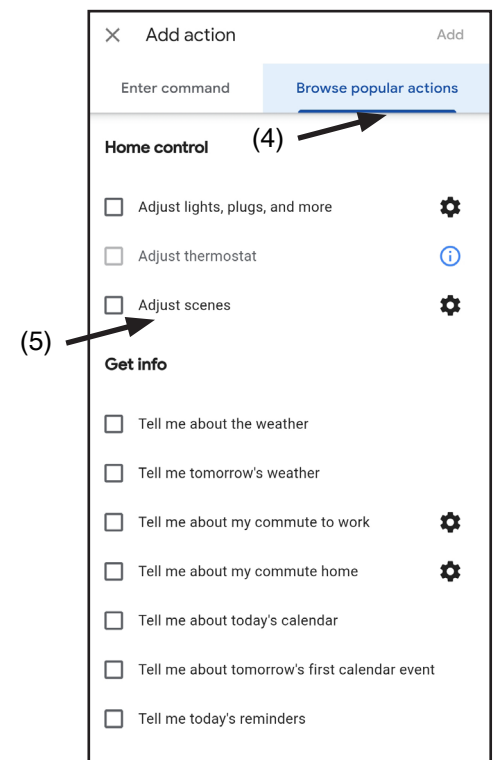 Add action
Add
Enter command
Browse popular actions
(4)
Home control
Adjust lights, plugs, and more
Adjust thermostat
Adjust scenes
(5)
Get info
Tell me about the weather
Tell me tomorrow's weather
Tell me about my commute to work
Tell me about my commute home
Tell me about today's calendar
Tell me about tomorrow's first calendar event
Tell me today's reminders